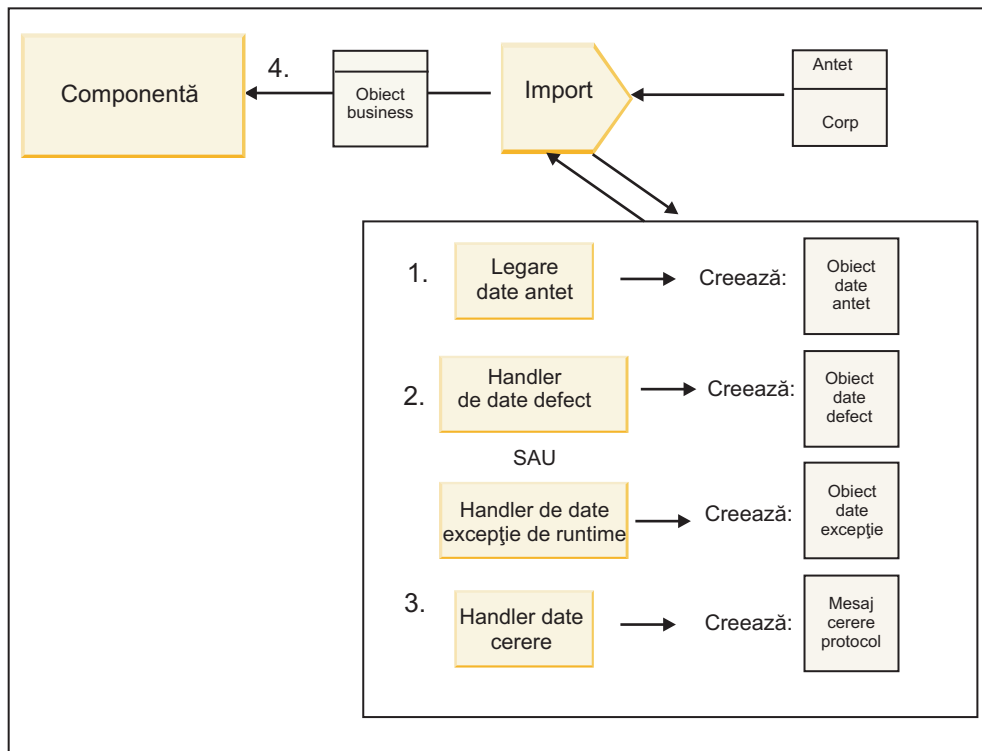 Componentă
4.
Obiect
business
Import
Antet
Corp
1.
Legare
date antet
Creează:
Obiect
date
antet
2.
Handler
de date defect
Creează:
Obiect
date
defect
SAU
Handler de date
excepţie de runtime
Creează:
Obiect
date
excepţie
3.
Handler date
cerere
Creează:
Mesaj
cerere
protocol